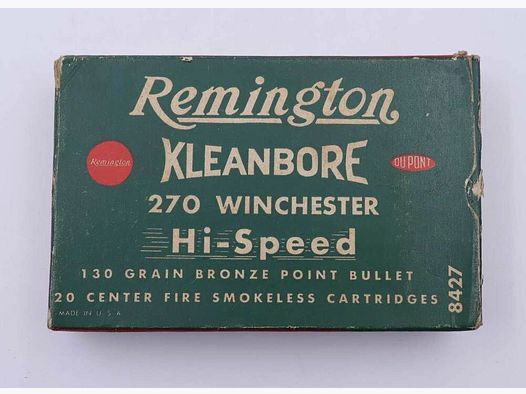 Remington
Remington
KLEANBORE
DU PONT
270 WINCHESTER
Hi-Speed
130 GRAIN BRONZE POINT BULLET
20 CENTER FIRE SMOKELESS CARTRIDGES
8427
MADE IN U.S.A.